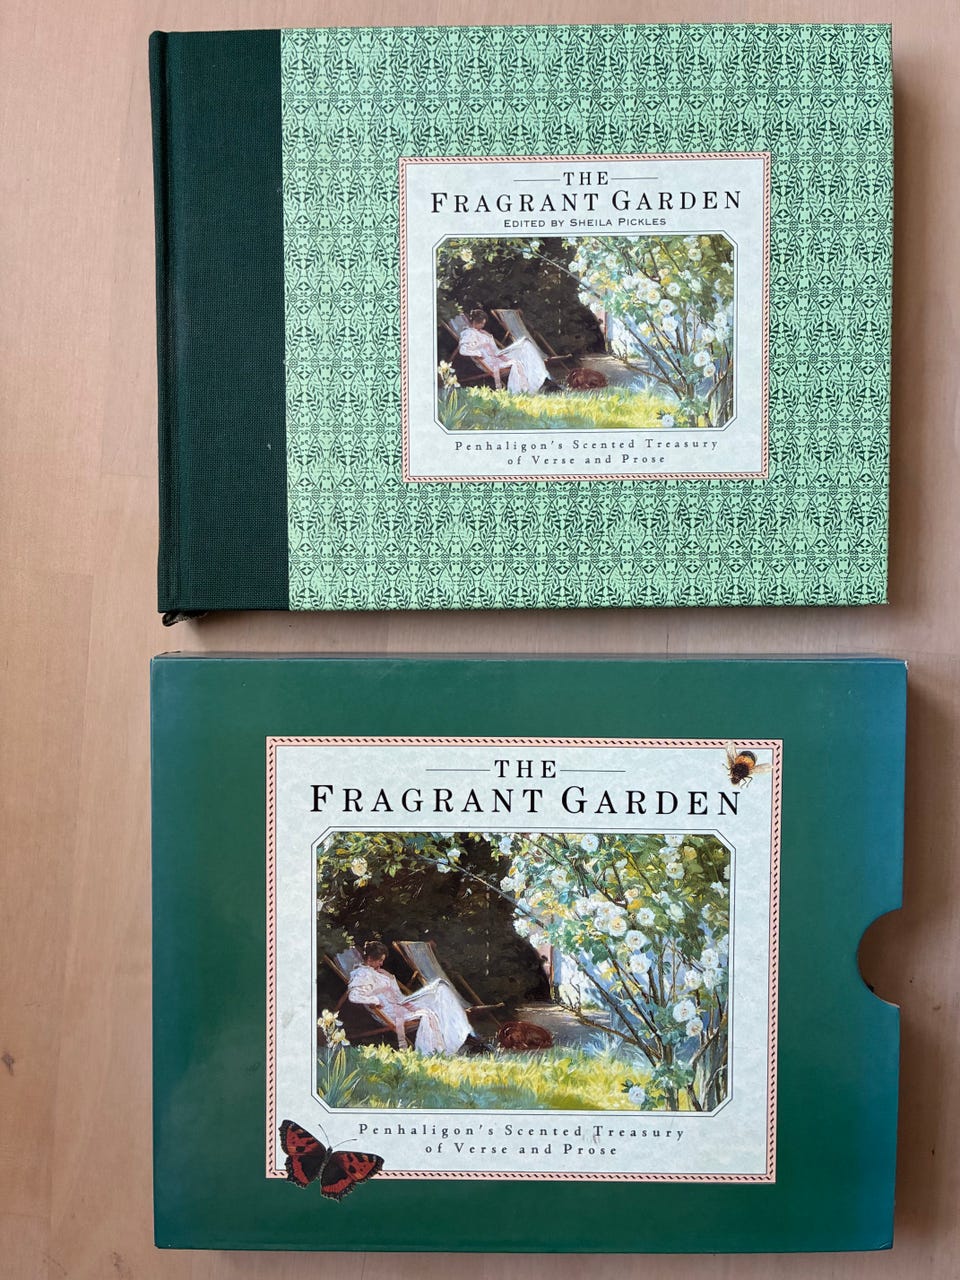 THE
FRAGRANT GARDEN
EDITED BY SHEILA PICKLES
Penhaligon's Scented Treasury
of Verse and Prose
THE
FRAGRANT GARDEN
Penhaligon's Scented Treasury
of Verse and Prose